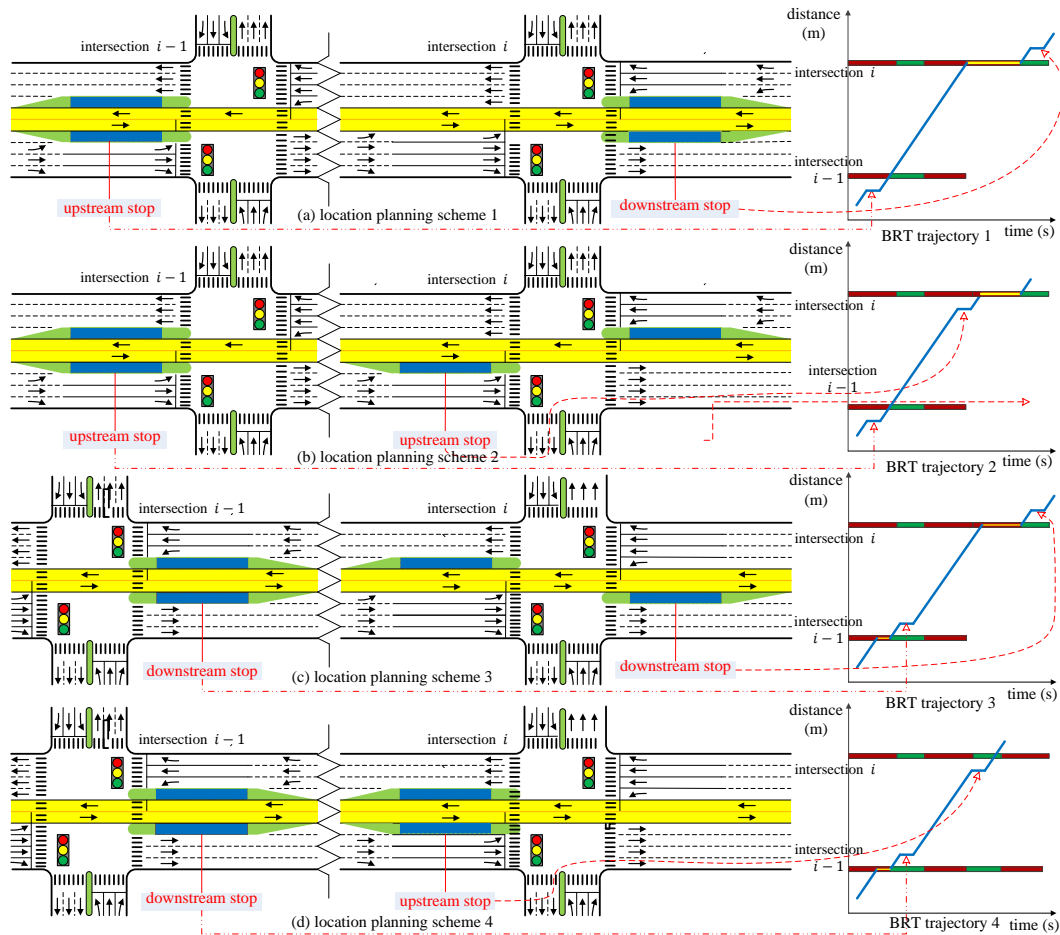 distance
(m)
intersection i − 1
intersection i
intersection i
intersection
i − 1
upstream stop
(a) location planning scheme 1
downstream stop
time (s)
BRT trajectory 1
distance
(m)
intersection i − 1
intersection i
intersection i
intersection
i − 1
upstream stop
upstream stop
(b) location planning scheme 2
time (s)
BRT trajectory 2
distance
(m)
intersection i − 1
intersection i
intersection i
intersection
i − 1
downstream stop
(c) location planning scheme 3
downstream stop
time (s)
BRT trajectory 3
distance
(m)
intersection i − 1
intersection i
intersection i
intersection
i − 1
downstream stop
upstream stop
(d) location planning scheme 4
time (s)
BRT trajectory 4